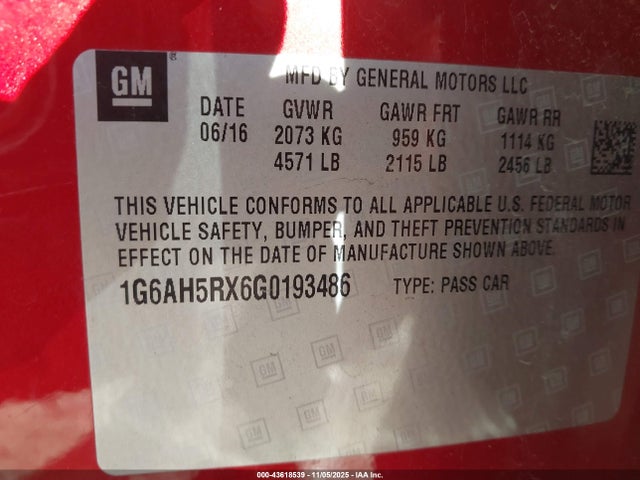 GM
MFD BY GENERAL MOTORS LLC
DATE GVWR GAWR FRT GAWR RR
06/16 2073 KG 959 KG 1114 KG
4571 LB 2115 LB 2456 LB
THIS VEHICLE CONFORMS TO ALL APPLICABLE U.S. FEDERAL MOTOR
VEHICLE SAFETY, BUMPER, AND THEFT PREVENTION STANDARDS IN
EFFECT ON THE DATE OF MANUFACTURE SHOWN ABOVE.
1G6AH5RX6G0193486 TYPE: PASS CAR
000-43618539 - 11/05/2025 - IAA Inc.